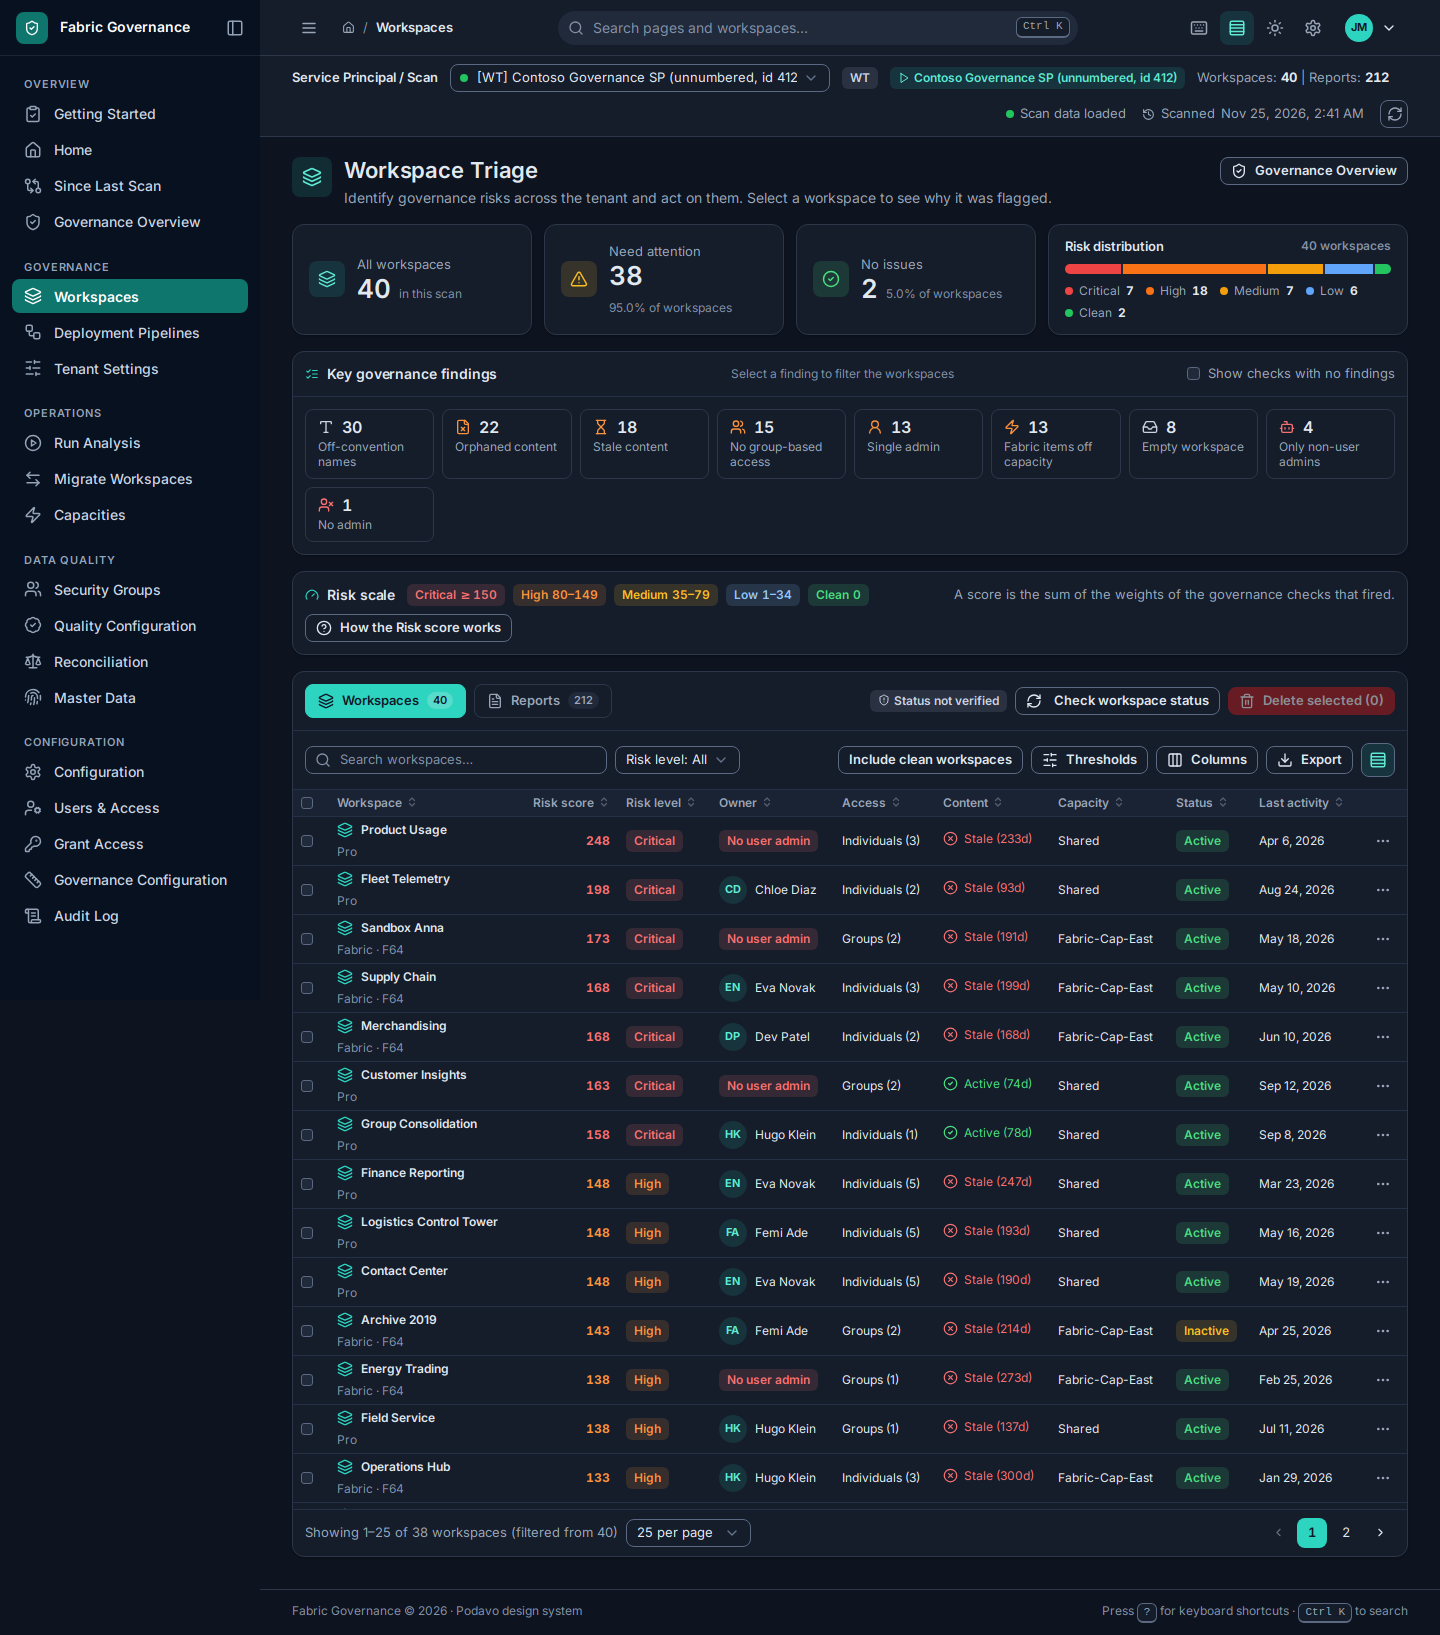 Fabric Governance
/ Workspaces
Search pages and workspaces...
Ctrl K
JM
OVERVIEW
Getting Started
Home
Since Last Scan
Governance Overview
GOVERNANCE
Workspaces
Deployment Pipelines
Tenant Settings
OPERATIONS
Run Analysis
Migrate Workspaces
Capacities
DATA QUALITY
Security Groups
Quality Configuration
Reconciliation
Master Data
CONFIGURATION
Configuration
Users & Access
Grant Access
Governance Configuration
Audit Log
Service Principal / Scan
[WT] Contoso Governance SP (unnumbered, id 412
WT
Contoso Governance SP (unnumbered, id 412)
Workspaces: 40 | Reports: 212
Scan data loaded
Scanned Nov 25, 2026, 2:41 AM
Workspace Triage
Identify governance risks across the tenant and act on them. Select a workspace to see why it was flagged.
Governance Overview
All workspaces
40 in this scan
Need attention
38
95.0% of workspaces
No issues
2 5.0% of workspaces
Risk distribution
40 workspaces
Critical 7 High 18 Medium 7 Low 6
Clean 2
Key governance findings
Select a finding to filter the workspaces
Show checks with no findings
30
Off-convention names
22
Orphaned content
18
Stale content
15
No group-based access
13
Single admin
13
Fabric items off capacity
8
Empty workspace
4
Only non-user admins
1
No admin
Risk scale
Critical ≥ 150
High 80–149
Medium 35–79
Low 1–34
Clean 0
A score is the sum of the weights of the governance checks that fired.
How the Risk score works
Workspaces 40
Reports 212
Status not verified
Check workspace status
Delete selected (0)
Search workspaces...
Risk level: All
Include clean workspaces
Thresholds
Columns
Export
Workspace Risk score Risk level Owner Access Content Capacity Status Last activity
Product Usage Pro 248 Critical No user admin Individuals (3) Stale (233d) Shared Active Apr 6, 2026
Fleet Telemetry Pro 198 Critical CD Chloe Diaz Individuals (2) Stale (93d) Shared Active Aug 24, 2026
Sandbox Anna Fabric · F64 173 Critical No user admin Groups (2) Stale (191d) Fabric-Cap-East Active May 18, 2026
Supply Chain Fabric · F64 168 Critical EN Eva Novak Individuals (3) Stale (199d) Fabric-Cap-East Active May 10, 2026
Merchandising Fabric · F64 168 Critical DP Dev Patel Individuals (2) Stale (168d) Fabric-Cap-East Active Jun 10, 2026
Customer Insights Pro 163 Critical No user admin Groups (2) Active (74d) Shared Active Sep 12, 2026
Group Consolidation Pro 158 Critical HK Hugo Klein Individuals (1) Active (78d) Shared Active Sep 8, 2026
Finance Reporting Pro 148 High EN Eva Novak Individuals (5) Stale (247d) Shared Active Mar 23, 2026
Logistics Control Tower Pro 148 High FA Femi Ade Individuals (5) Stale (193d) Shared Active May 16, 2026
Contact Center Pro 148 High EN Eva Novak Individuals (5) Stale (190d) Shared Active May 19, 2026
Archive 2019 Fabric · F64 143 High FA Femi Ade Groups (2) Stale (214d) Fabric-Cap-East Inactive Apr 25, 2026
Energy Trading Fabric · F64 138 High No user admin Groups (1) Stale (273d) Fabric-Cap-East Active Feb 25, 2026
Field Service Pro 138 High HK Hugo Klein Groups (1) Stale (137d) Shared Active Jul 11, 2026
Operations Hub Fabric · F64 133 High HK Hugo Klein Individuals (3) Stale (300d) Fabric-Cap-East Active Jan 29, 2026
Showing 1–25 of 38 workspaces (filtered from 40)
25 per page
1 2
Fabric Governance © 2026 · Podavo design system
Press ? for keyboard shortcuts · Ctrl K to search